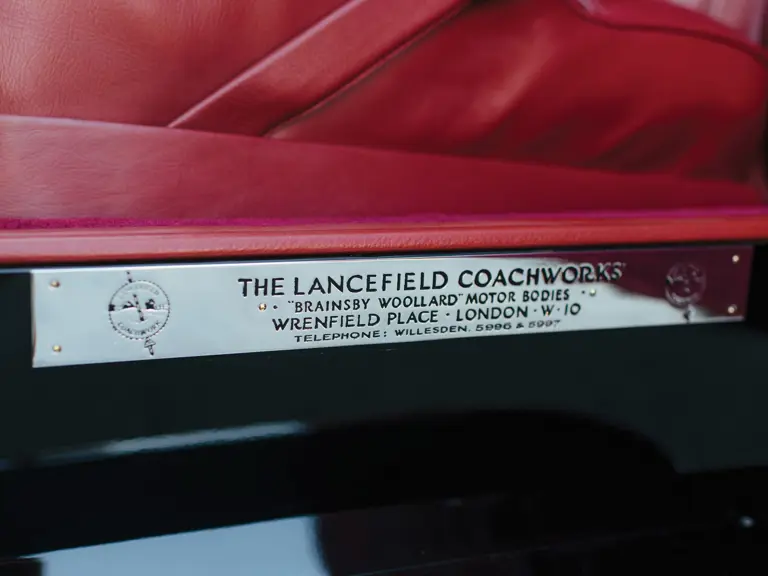 THE LANCEFIELD COACHWORKS
"BRAINSBY WOOLLARD" MOTOR BODIES
WRENFIELD PLACE · LONDON · W · 10
TELEPHONE: WILLESDEN. 5996 & 5997